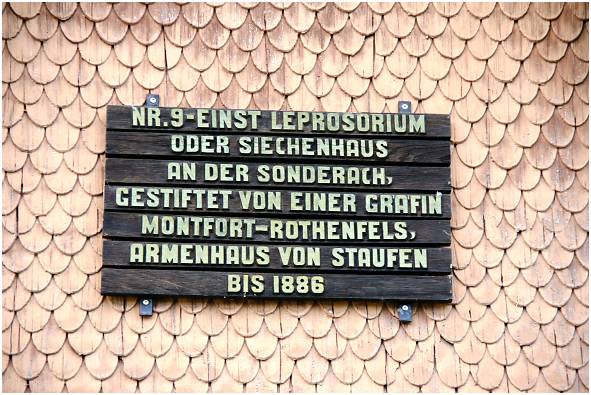 NR.9-EINST LEPROSORIUM
ODER SIECHENHAUS
AN DER SONDERACH,
GESTIFTET VON EINER GRAFIN
MONTFORT-ROTHENFELS,
ARMENHAUS VON STAUFEN
BIS 1886